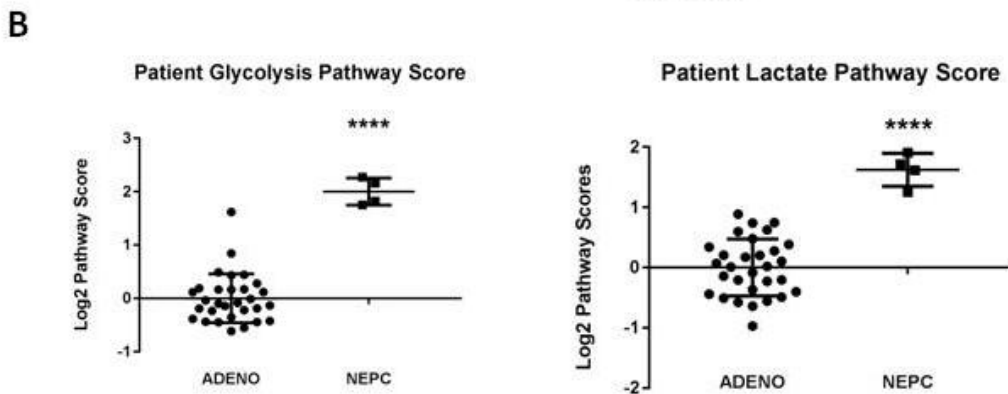 B
Patient Glycolysis Pathway Score
****
Log2 Pathway Score
3
2
1
0
-1
ADENO NEPC
Patient Lactate Pathway Score
****
Log2 Pathway Scores
2
1
0
-1
-2
ADENO NEPC